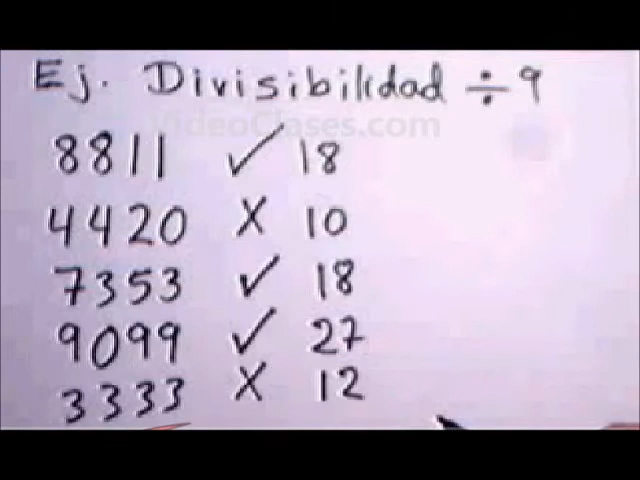 Ej. Divisibilidad ÷ 9
VideoClases.com
8811 ✓ 18
4420 X 10
7353 ✓ 18
9099 ✓ 27
3333 X 12